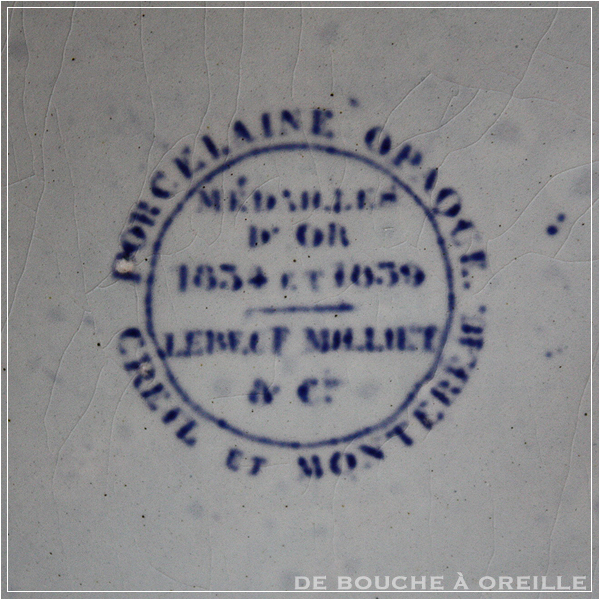 PORCELAINE OPAQUE.
MÉDAILLES
D'OR
1834 ET 1839
LEBEUF MILLIET
& Cie
CREIL ET MONTEREAU.
DE BOUCHE À OREILLE